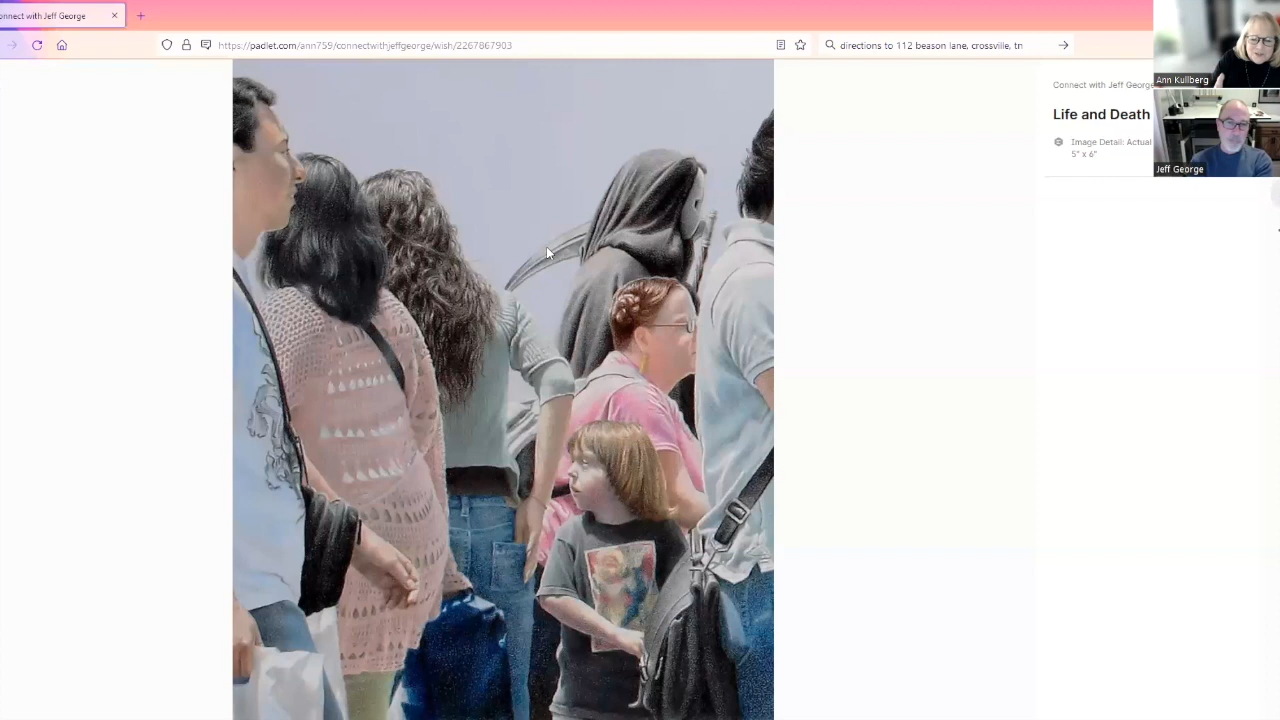 onnect with Jeff George
https://padlet.com/ann759/connectwithjeffgeorge/wish/2267867903
directions to 112 beason lane, crossville, tn
Connect with Jeff George
Life and Death
Image Detail: Actual
5" x 6"
Ann Kullberg
Jeff George